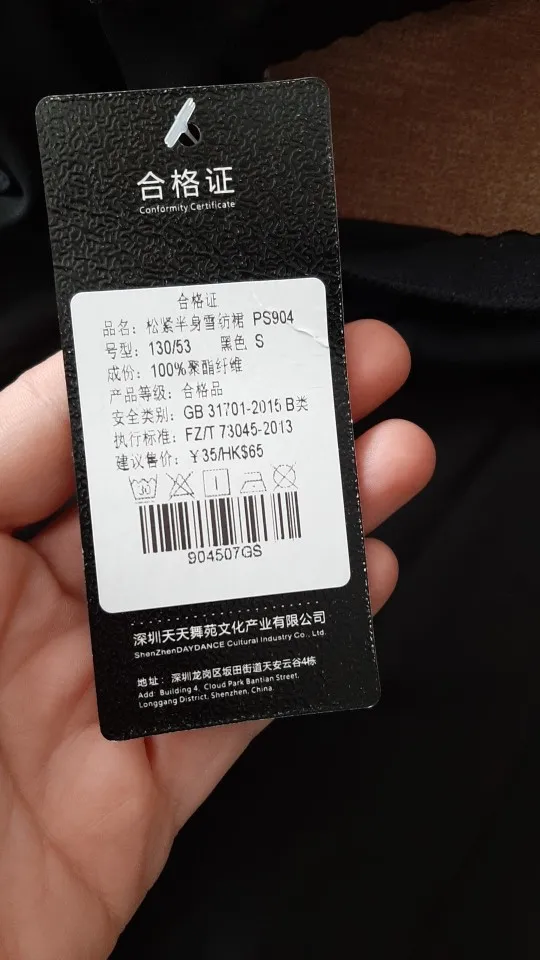 合格证
Conformity Certificate
合格证
品名：松紧半身雪纺裙 PS904
号型：130/53 黑色 S
成份：100%聚酯纤维
产品等级：合格品
安全类别：GB 31701-2015 B类
执行标准：FZ/T 73045-2013
建议售价：￥35/HK$65
30
904507GS
深圳天天舞苑文化产业有限公司
ShenZhenDAYDANCE Cultural Industry Co., Ltd.
地址：深圳龙岗区坂田街道天安云谷4栋
Add: Building 4, Cloud Park Bantian Street,
Longgang District, Shenzhen, China.